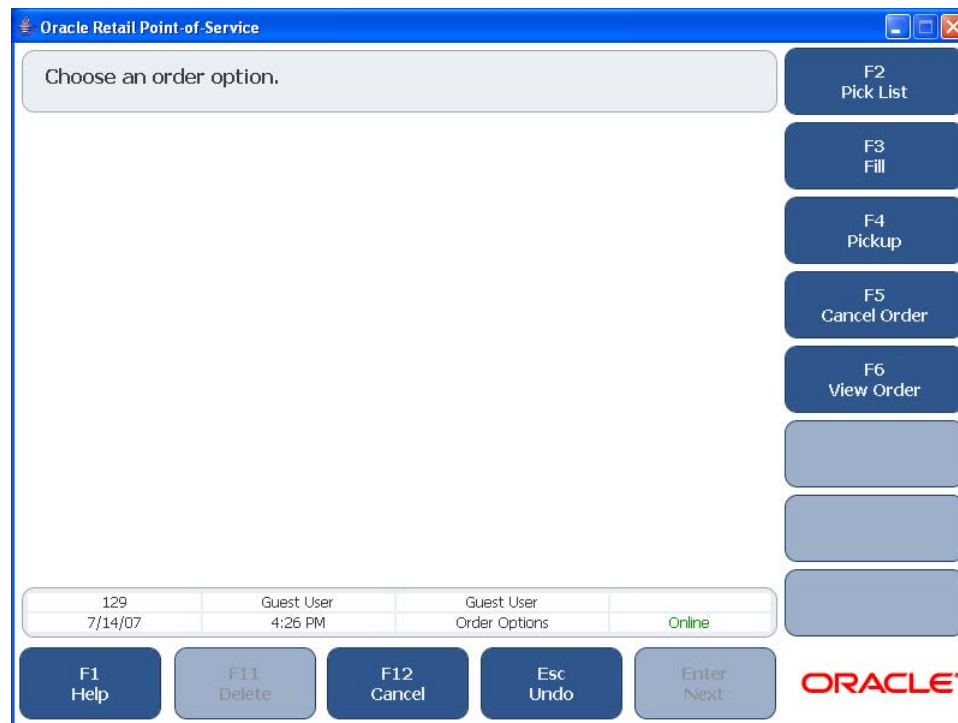 Oracle Retail Point-of-Service
Choose an order option.
F2
Pick List
F3
Fill
F4
Pickup
F5
Cancel Order
F6
View Order
129 Guest User Guest User
7/14/07 4:26 PM Order Options Online
F1
Help
F11
Delete
F12
Cancel
Esc
Undo
Enter
Next
ORACLE